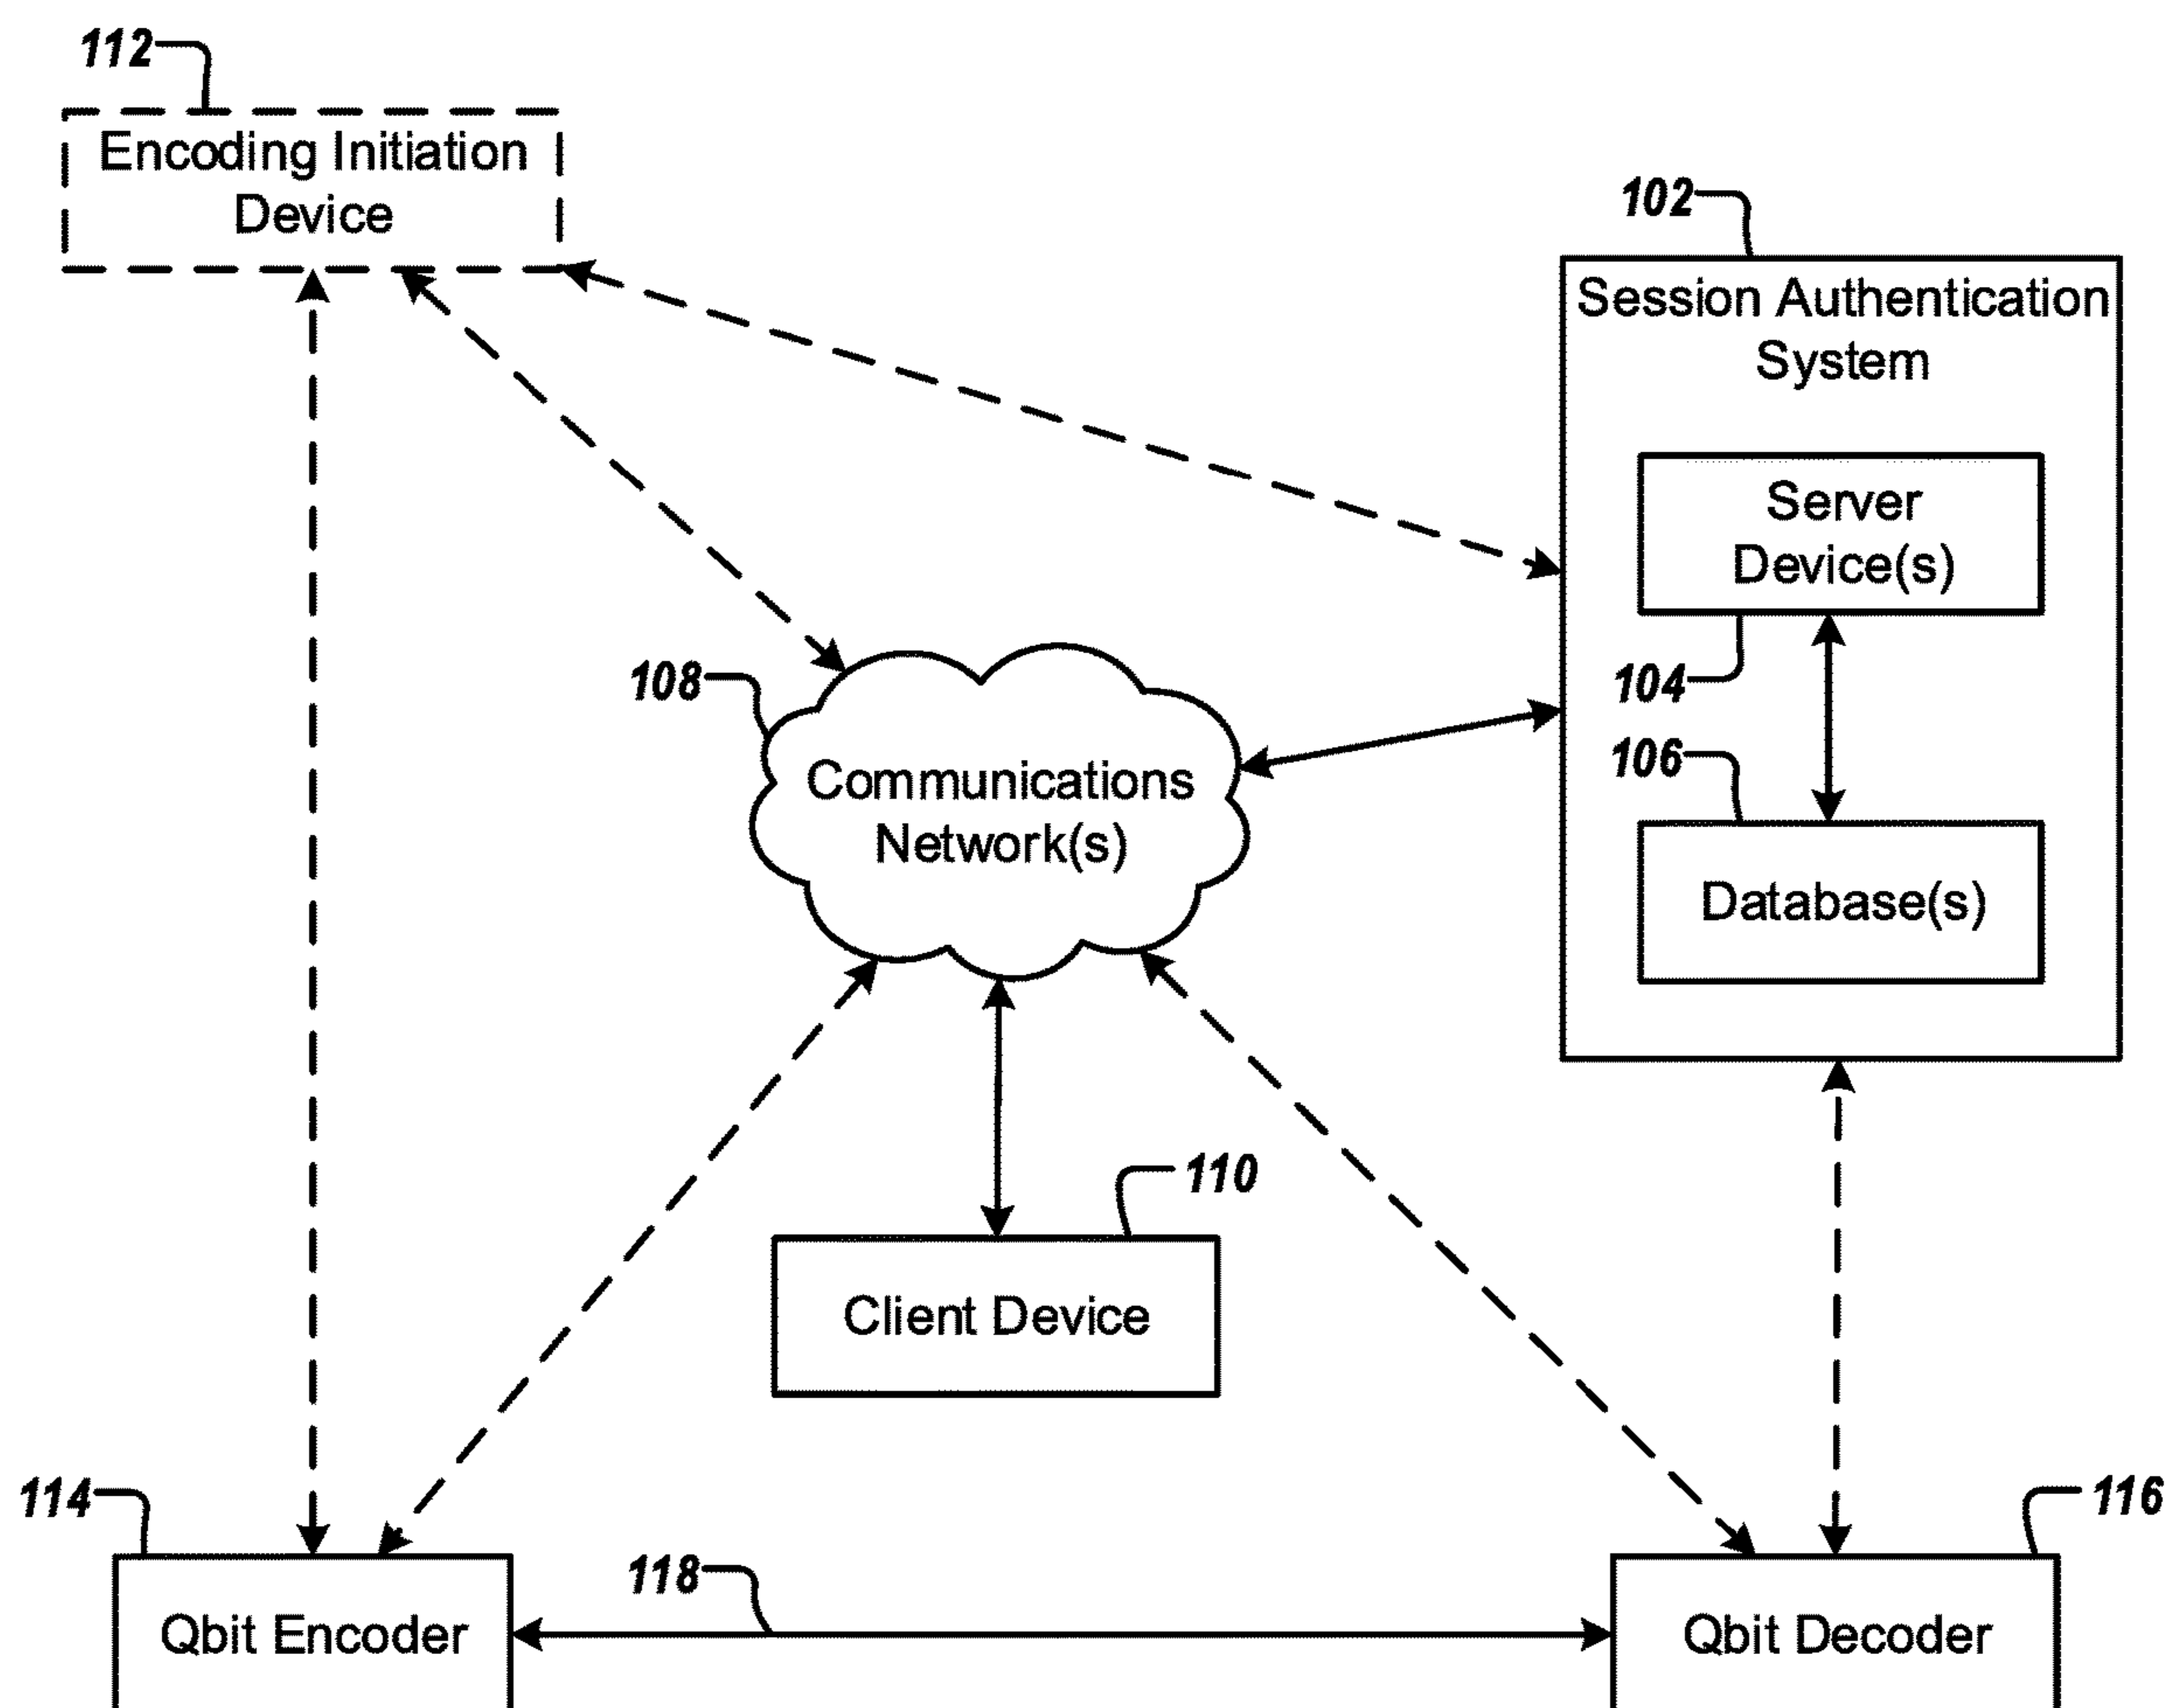 112
Encoding Initiation
Device
102
Session Authentication
System
Server
Device(s)
104
106
Database(s)
108
Communications
Network(s)
110
Client Device
114
Qbit Encoder
118
116
Qbit Decoder